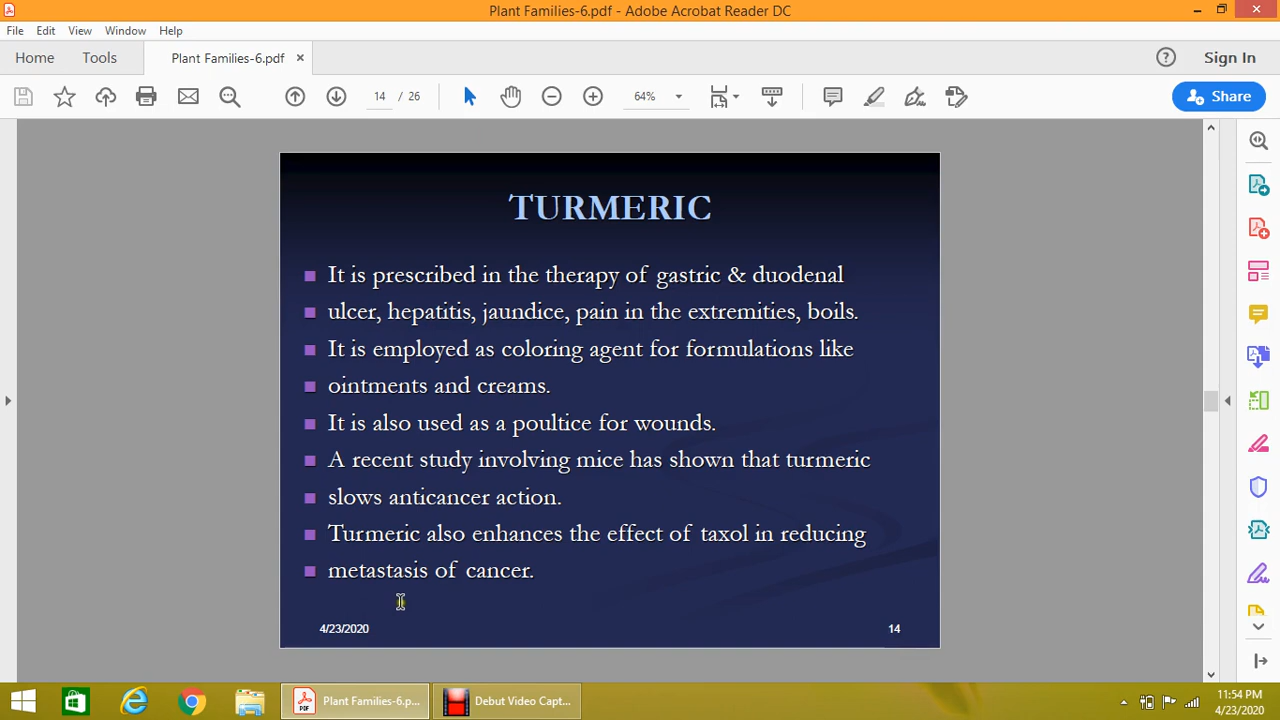 Plant Families-6.pdf - Adobe Acrobat Reader DC
File Edit View Window Help
Home Tools Plant Families-6.pdf × Sign In
14 / 26 64% Share
TURMERIC
It is prescribed in the therapy of gastric & duodenal
ulcer, hepatitis, jaundice, pain in the extremities, boils.
It is employed as coloring agent for formulations like
ointments and creams.
It is also used as a poultice for wounds.
A recent study involving mice has shown that turmeric
slows anticancer action.
Turmeric also enhances the effect of taxol in reducing
metastasis of cancer.
4/23/2020 14
Plant Families-6.p... Debut Video Capt... 11:54 PM
4/23/2020